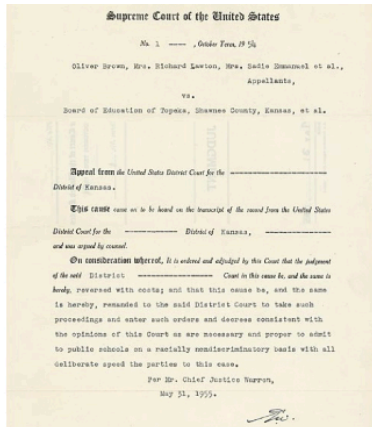 Supreme Court of the United States
No. 1 ----, October Term, 19 54
Oliver Brown, Mrs. Richard Lawton, Mrs. Sadie Emmanuel et al.,
Appellants,
vs.
Board of Education of Topeka, Shawnee County, Kansas, et al.
Appeal from the United States District Court for the
District of Kansas.
This cause came on to be heard on the transcript of the record from the United States
District Court for the District of Kansas,
and was argued by counsel.
On consideration whereof, It is ordered and adjudged by this Court that the judgment
of the said District Court in this cause be, and the same is
hereby, reversed with costs; and that this cause be, and the same
is hereby, remanded to the said District Court to take such
proceedings and enter such orders and decrees consistent with
the opinions of this Court as are necessary and proper to admit
to public schools on a racially nondiscriminatory basis with all
deliberate speed the parties to this case.
Per Mr. Chief Justice Warren,
May 31, 1955.